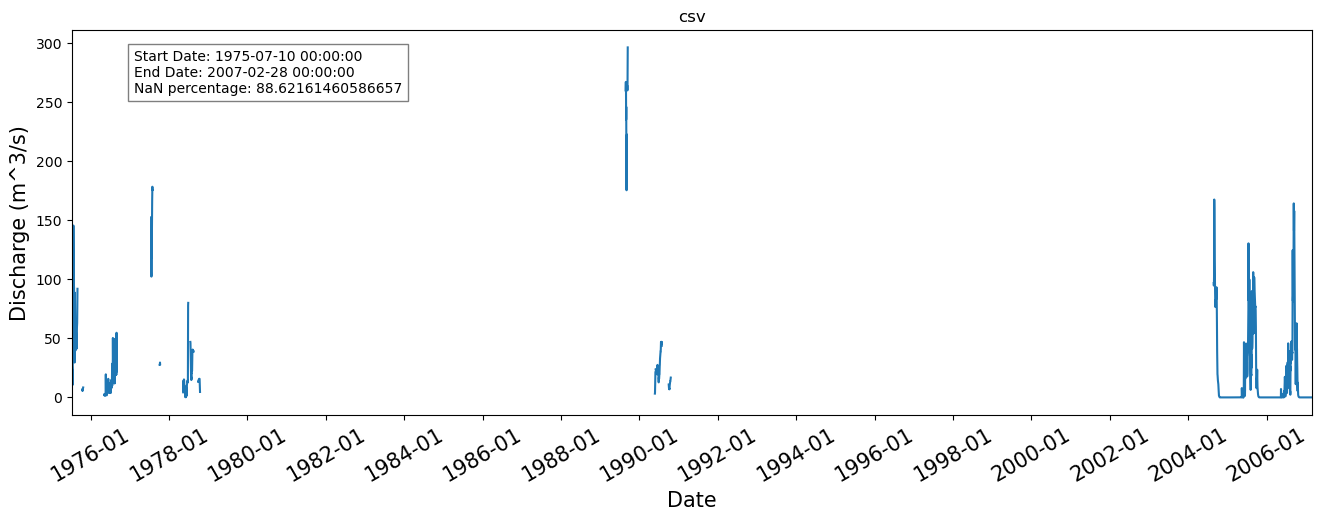 csv
Start Date: 1975-07-10 00:00:00
End Date: 2007-02-28 00:00:00
NaN percentage: 88.62161460586657
300
250
200
150
100
50
0
Discharge (m^3/s)
1976-01 1978-01 1980-01 1982-01 1984-01 1986-01 1988-01 1990-01 1992-01 1994-01 1996-01 1998-01 2000-01 2002-01 2004-01 2006-01
Date